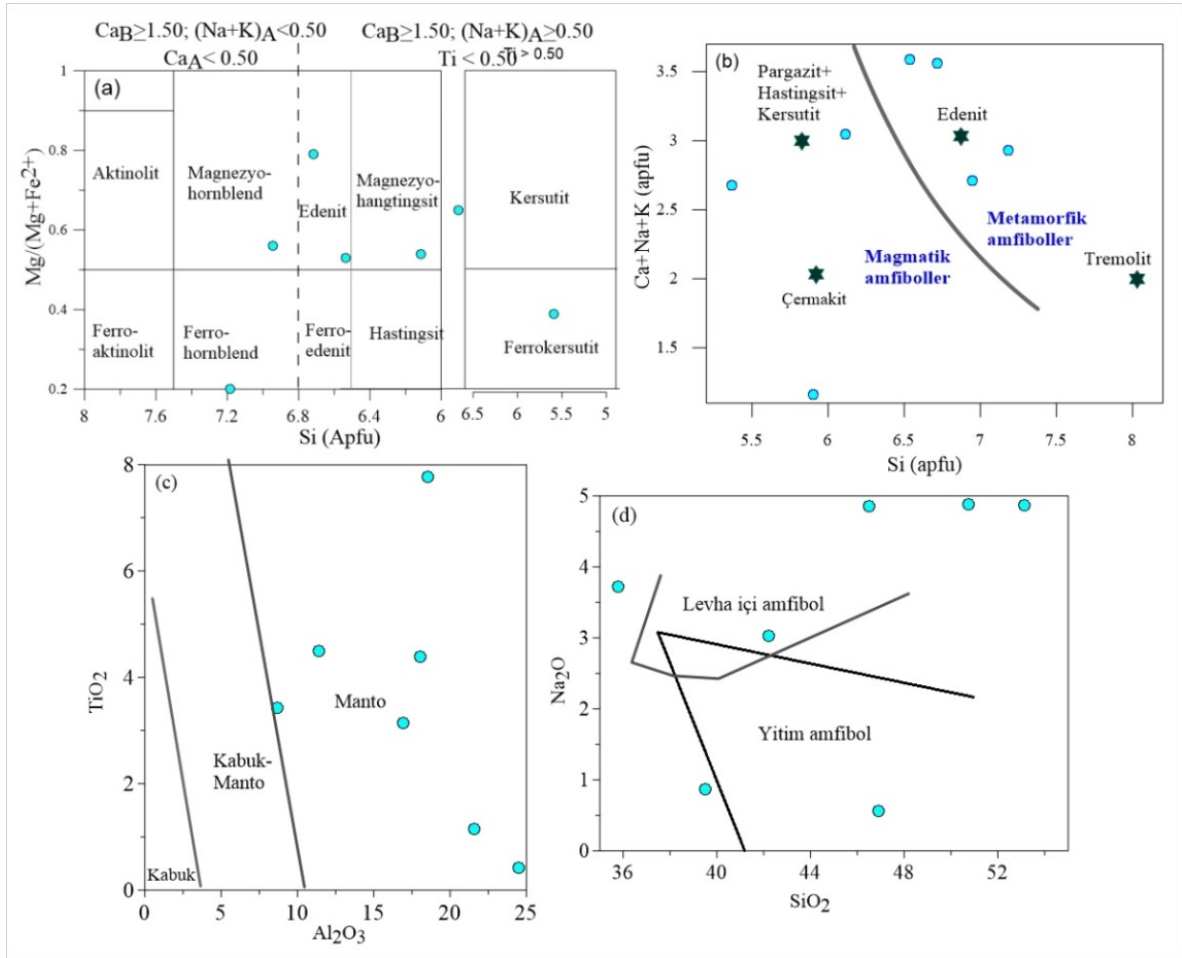 CaB≥1.50; (Na+K)A<0.50 CaB≥1.50; (Na+K)A≥0.50
CaA< 0.50 Ti < 0.50 Ti > 0.50
(a)
Mg/(Mg+Fe2+)
1
0.8
0.6
0.4
0.2
Aktinolit
Magnezyo-
hornblend
Edenit
Magnezyo-
hangtingsit
Kersutit
Ferro-
aktinolit
Ferro-
hornblend
Ferro-
edenit
Hastingsit
Ferrokersutit
8 7.6 7.2 6.8 6.4 6 6.5 6 5.5 5
Si (Apfu)
(b)
Ca+Na+K (apfu)
3.5
3
2.5
2
1.5
Pargazit+
Hastingsit+
Kersutit
Edenit
Metamorfik
amfiboller
Magmatik
amfiboller
Tremolit
Çermakit
5.5 6 6.5 7 7.5 8
Si (apfu)
(c)
TiO2
8
6
4
2
0
Manto
Kabuk-
Manto
Kabuk
0 5 10 15 20 25
Al2O3
(d)
Na2O
5
4
3
2
1
0
Levha içi amfibol
Yitim amfibol
36 40 44 48 52
SiO2